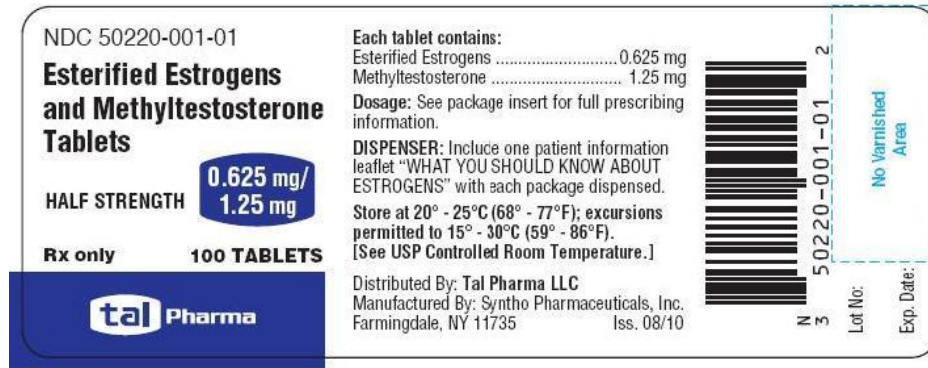 NDC 50220-001-01
Esterified Estrogens
and Methyltestosterone
Tablets
HALF STRENGTH
0.625 mg/
1.25 mg
Rx only 100 TABLETS
tal Pharma
Each tablet contains:
Esterified Estrogens ........................... 0.625 mg
Methyltestosterone ............................. 1.25 mg
Dosage: See package insert for full prescribing
information.
DISPENSER: Include one patient information
leaflet “WHAT YOU SHOULD KNOW ABOUT
ESTROGENS” with each package dispensed.
Store at 20° - 25°C (68° - 77°F); excursions
permitted to 15° - 30°C (59° - 86°F).
[See USP Controlled Room Temperature.]
Distributed By: Tal Pharma LLC
Manufactured By: Syntho Pharmaceuticals, Inc.
Farmingdale, NY 11735 Iss. 08/10
N
3 50220-001-01 2
No Varnished
Area
Lot No:
Exp. Date: